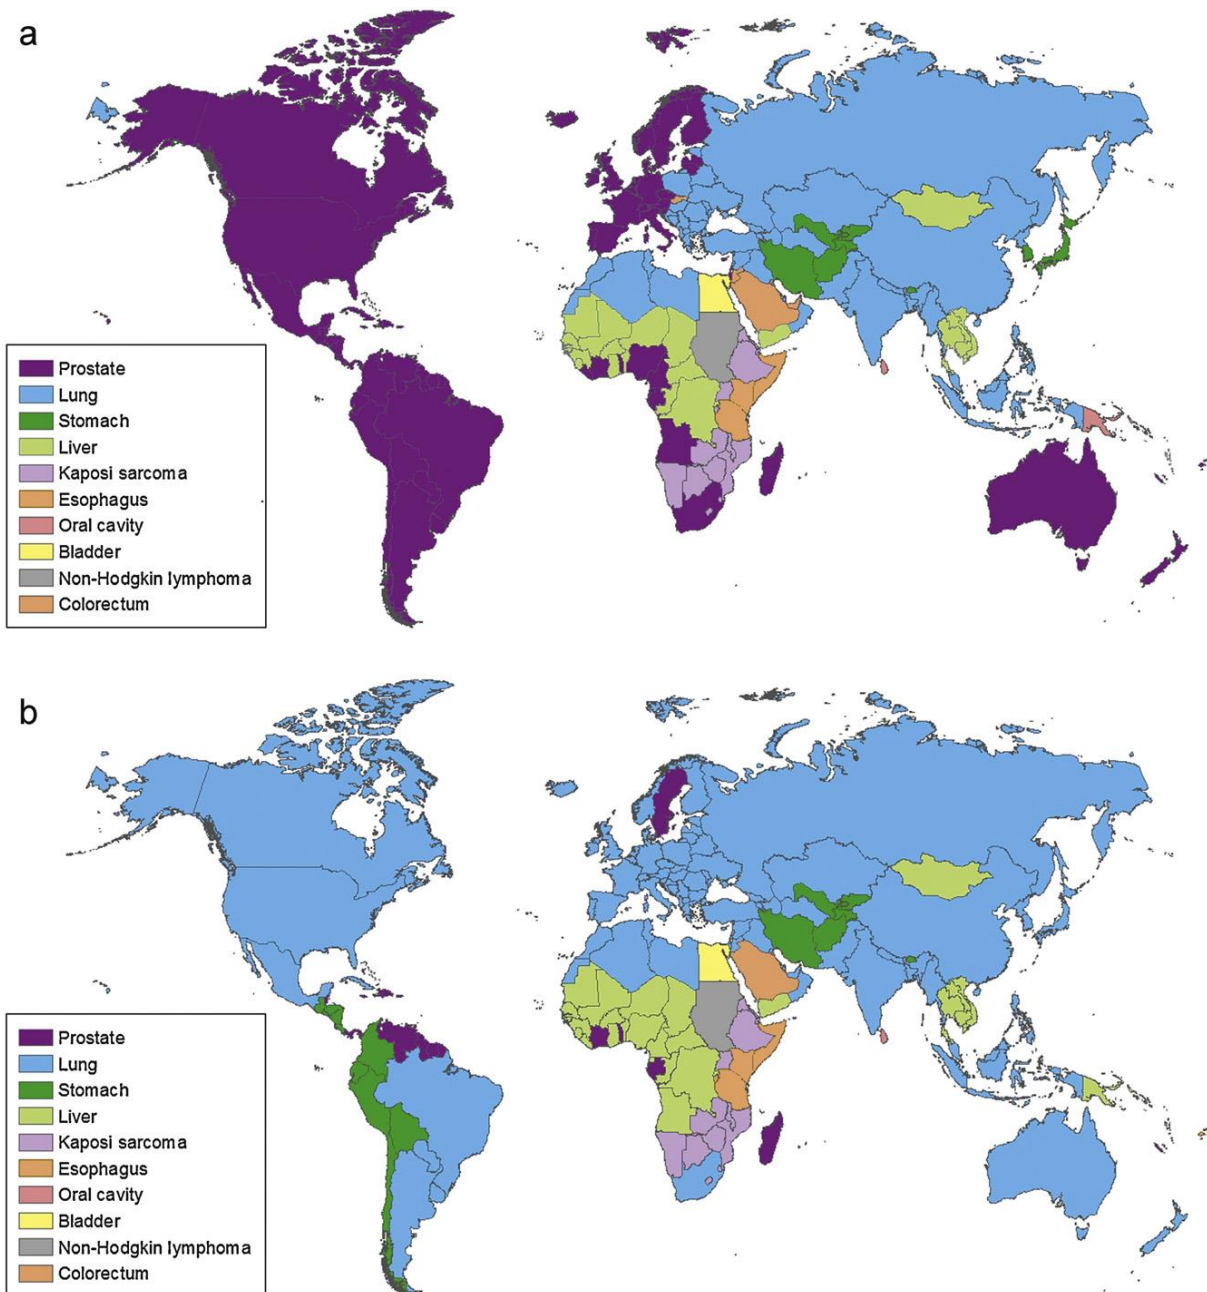 a
Prostate
Lung
Stomach
Liver
Kaposi sarcoma
Esophagus
Oral cavity
Bladder
Non-Hodgkin lymphoma
Colorectum
b
Prostate
Lung
Stomach
Liver
Kaposi sarcoma
Esophagus
Oral cavity
Bladder
Non-Hodgkin lymphoma
Colorectum